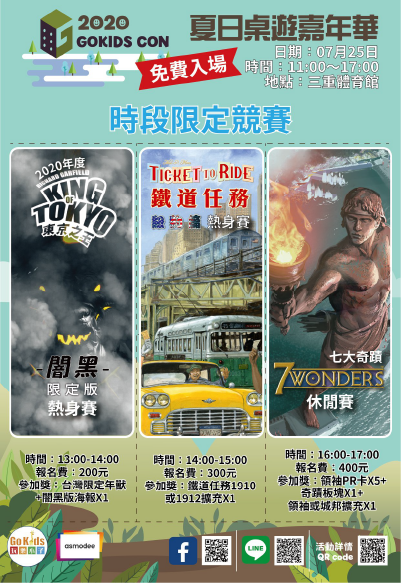 2020
GOKIDS CON
夏日桌遊嘉年華
免費入場
日期：07月25日
時間：11:00～17:00
地點：三重體育館
時段限定競賽
2020年度
RICHARD GARFIELD
KING OF TOKYO
東京之王
闇黑
限定版
熱身賽
TICKET TO RIDE
鐵道任務
熱身賽
七大奇蹟
7WONDERS
休閒賽
時間：13:00-14:00
報名費：200元
參加獎：台灣限定年獸
+闇黑版海報X1
時間：14:00-15:00
報名費：300元
參加獎：鐵道任務1910
或1912擴充X1
時間：16:00-17:00
報名費：400元
參加獎：領袖PR卡X5+
奇蹟板塊X1+
領袖或城邦擴充X1
GoKids
玩樂小子
asmodee
f
LINE
活動詳情
QR code